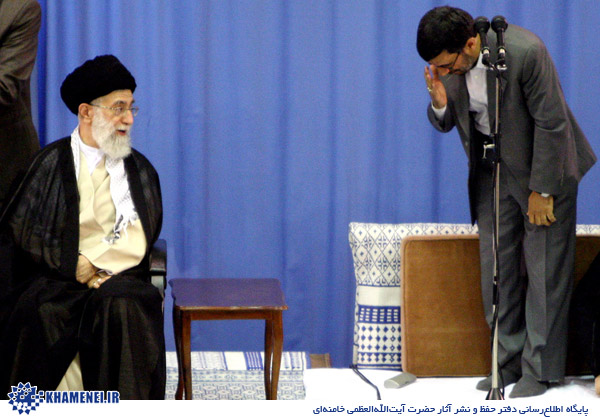 KHAMENEI.IR
پایگاه اطلاع‌رسانی دفتر حفظ و نشر آثار حضرت آیت‌الله‌العظمی خامنه‌ای